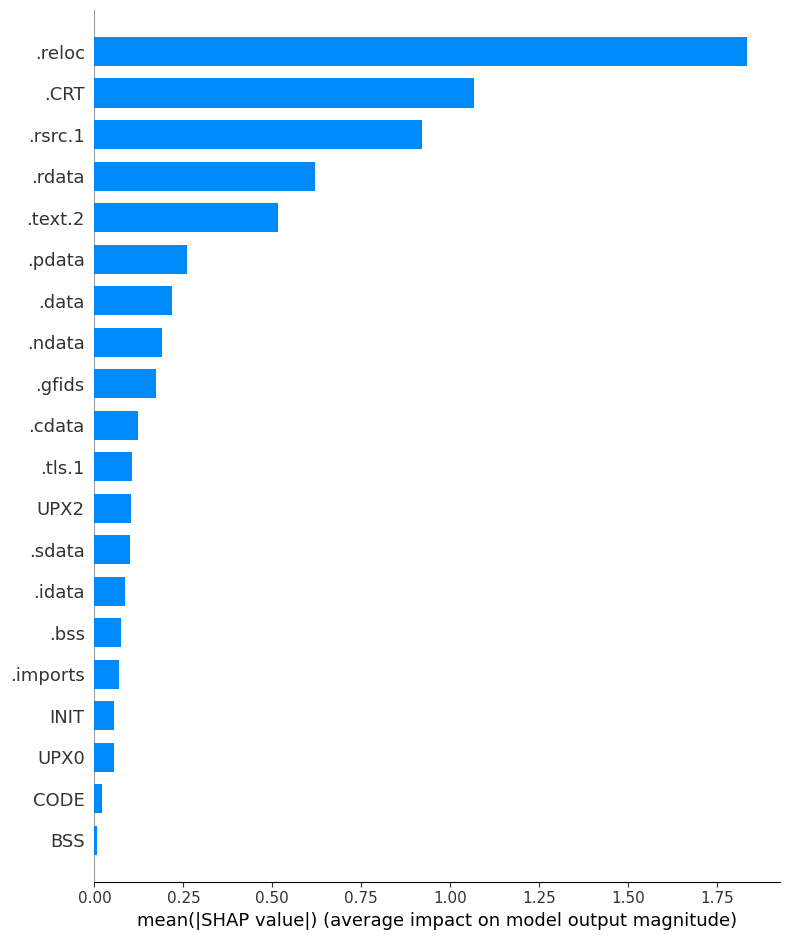 .reloc
.CRT
.rsrc.1
.rdata
.text.2
.pdata
.data
.ndata
.gfids
.cdata
.tls.1
UPX2
.sdata
.idata
.bss
.imports
INIT
UPX0
CODE
BSS
0.00 0.25 0.50 0.75 1.00 1.25 1.50 1.75
mean(|SHAP value|) (average impact on model output magnitude)